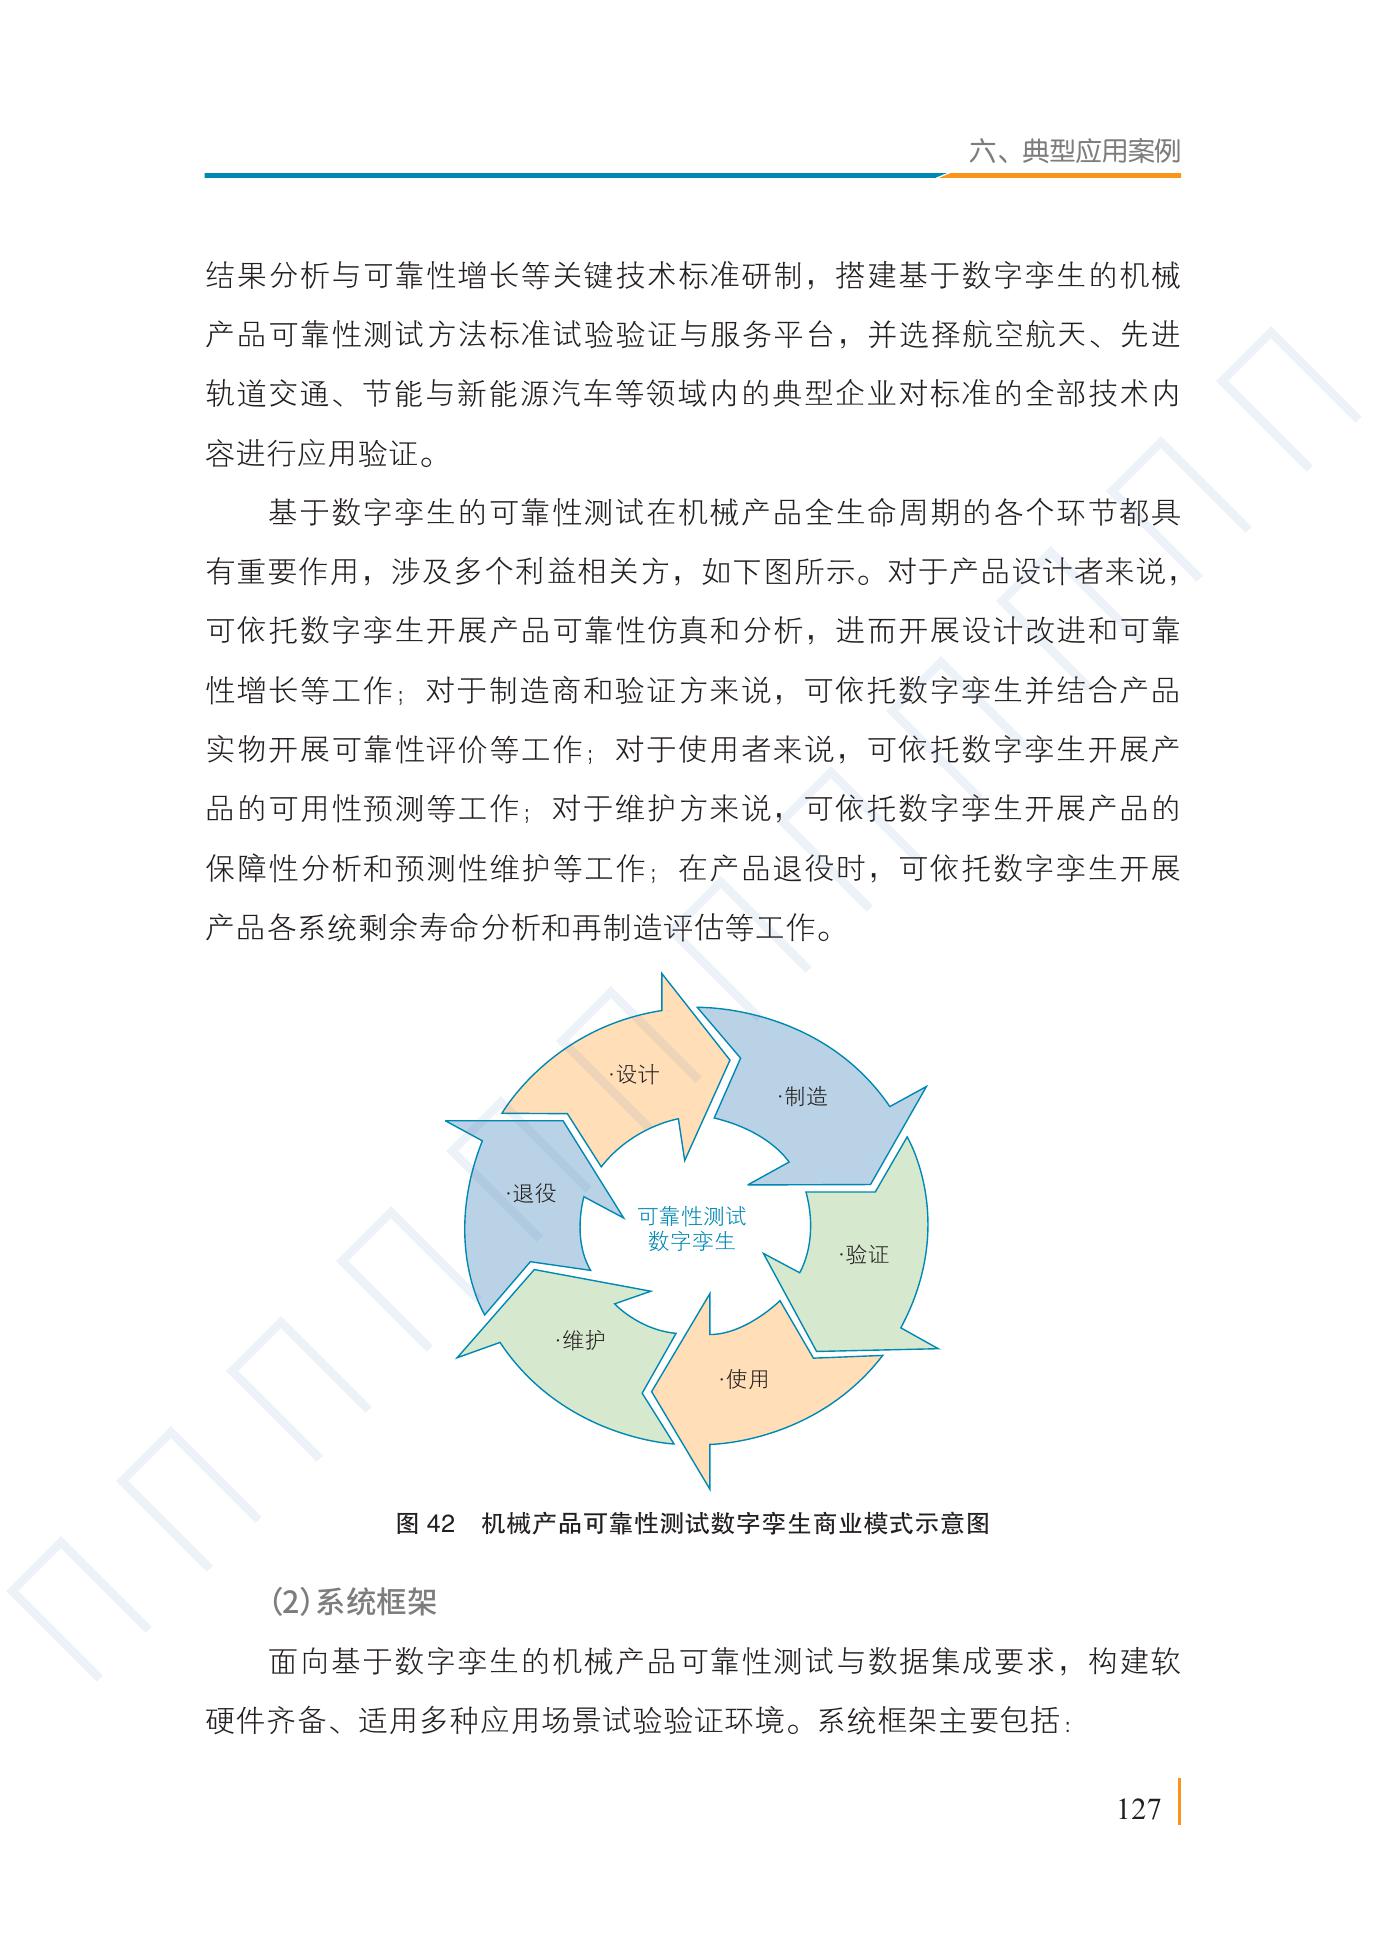 六、典型应用案例
结果分析与可靠性增长等关键技术标准研制，搭建基于数字孪生的机械
产品可靠性测试方法标准试验验证与服务平台，并选择航空航天、先进
轨道交通、节能与新能源汽车等领域内的典型企业对标准的全部技术内
容进行应用验证。
基于数字孪生的可靠性测试在机械产品全生命周期的各个环节都具
有重要作用，涉及多个利益相关方，如下图所示。对于产品设计者来说，
可依托数字孪生开展产品可靠性仿真和分析，进而开展设计改进和可靠
性增长等工作；对于制造商和验证方来说，可依托数字孪生并结合产品
实物开展可靠性评价等工作；对于使用者来说，可依托数字孪生开展产
品的可用性预测等工作；对于维护方来说，可依托数字孪生开展产品的
保障性分析和预测性维护等工作；在产品退役时，可依托数字孪生开展
产品各系统剩余寿命分析和再制造评估等工作。
·设计
·制造
·退役
可靠性测试
数字孪生
·验证
·维护
·使用
图 42 机械产品可靠性测试数字孪生商业模式示意图
（2）系统框架
面向基于数字孪生的机械产品可靠性测试与数据集成要求，构建软
硬件齐备、适用多种应用场景试验验证环境。系统框架主要包括：
127